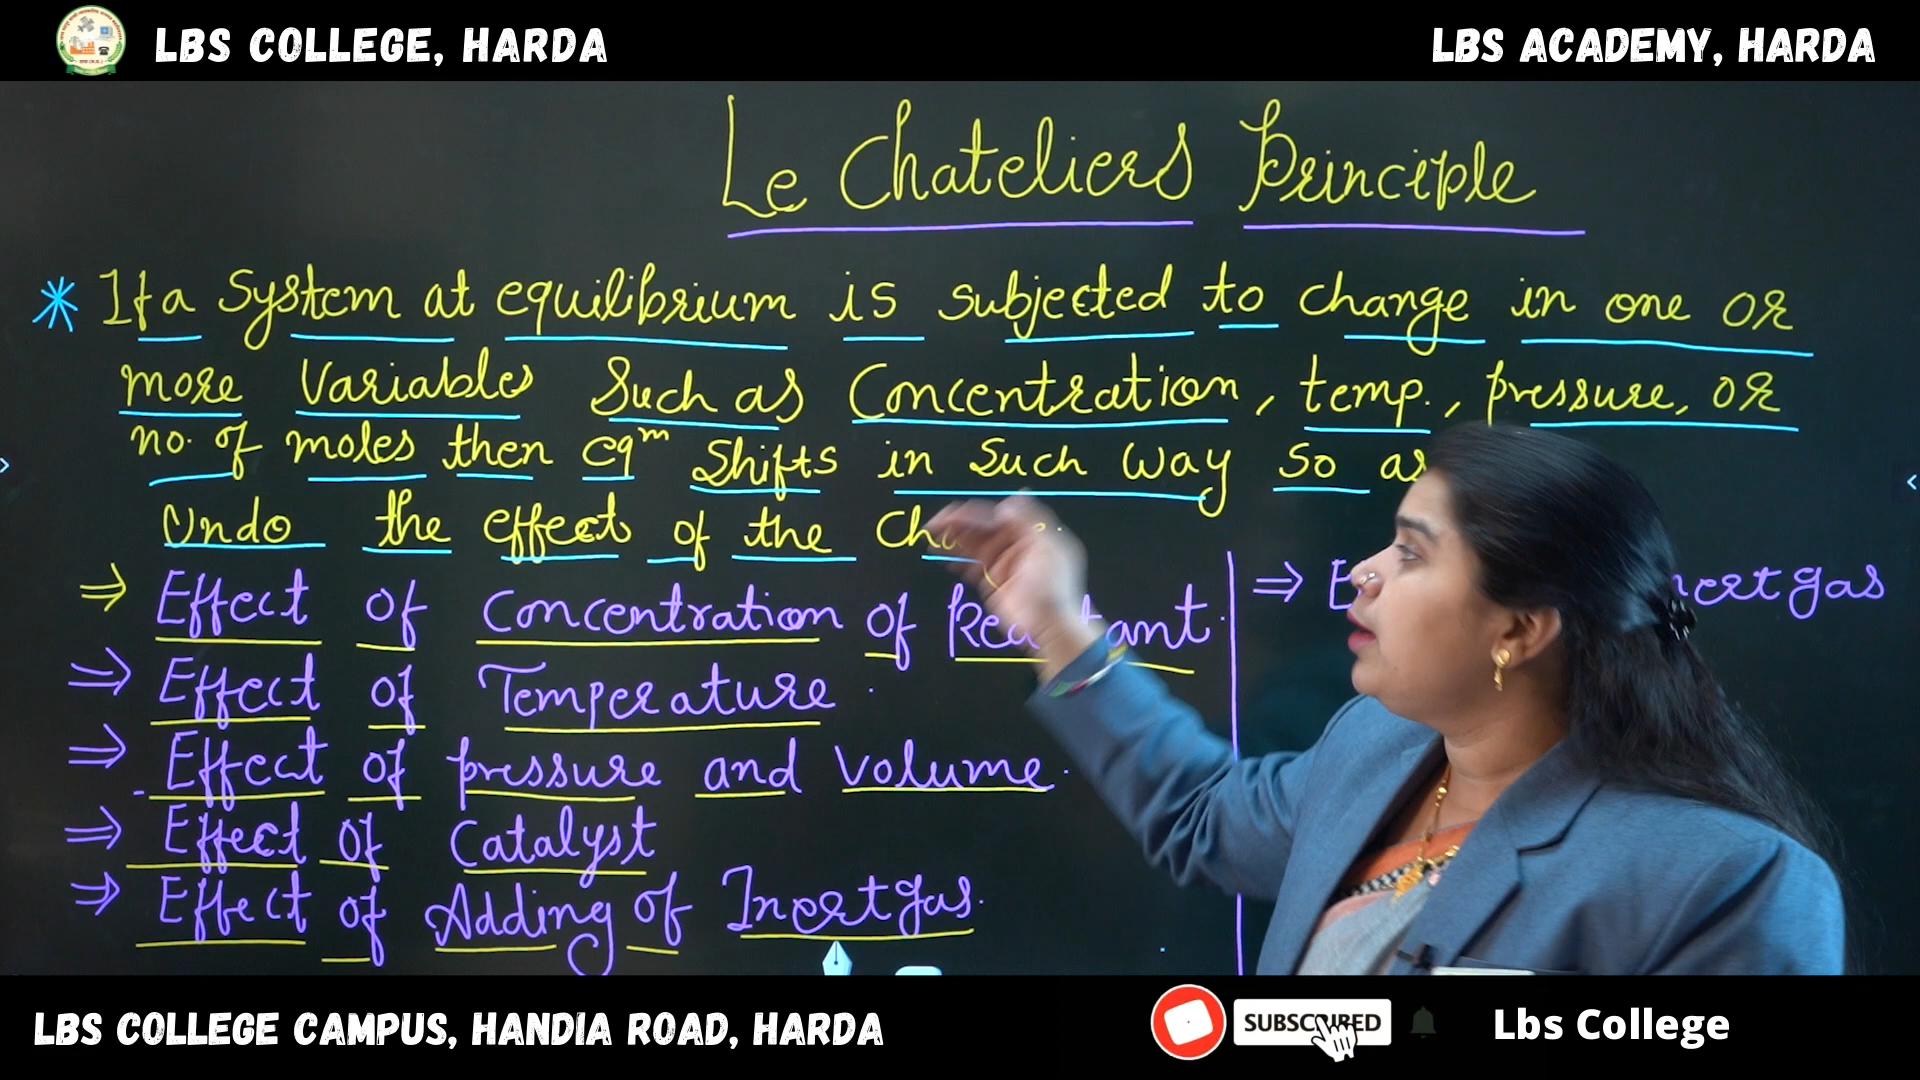 LBS COLLEGE, HARDA
LBS ACADEMY, HARDA
Le Chateliers Principle
* If a System at equilibrium is subjected to change in one or
more Variables Such as Concentration, temp., pressure, or
no. of moles then eqm Shifts in Such way so as
Undo the effect of the
⇒ Effect of Concentration of
⇒ Effect of Temperature.
⇒ Effect of pressure and volume.
⇒ Effect of Catalyst
⇒ Effect of Adding of Inertgas.
⇒ gas
LBS COLLEGE CAMPUS, HANDIA ROAD, HARDA
SUBSCRIBED
Lbs College